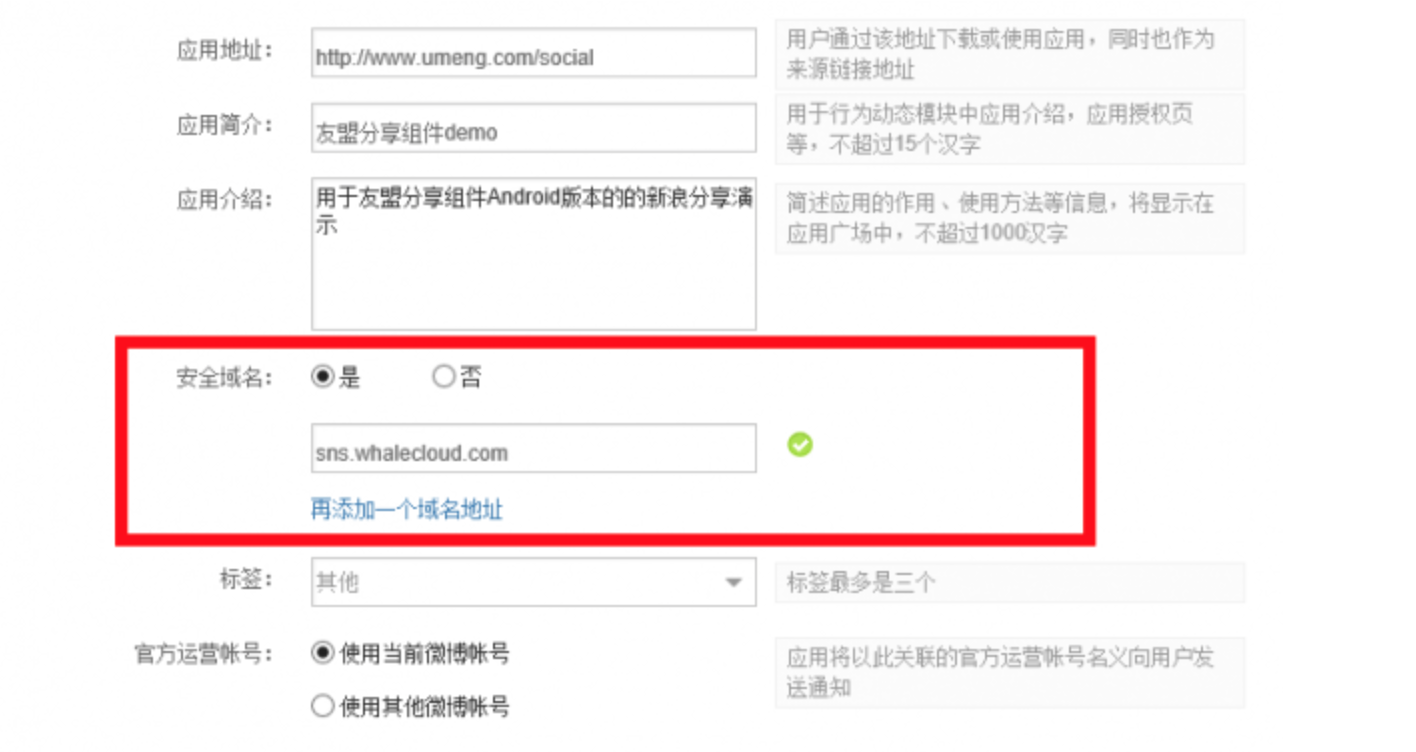 应用地址：
http://www.umeng.com/social
用户通过该地址下载或使用应用，同时也作为
来源链接地址
应用简介：
友盟分享组件demo
用于行为动态模块中应用介绍，应用授权页
等，不超过15个汉字
应用介绍：
用于友盟分享组件Android版本的的新浪分享演
示
简述应用的作用、使用方法等信息，将显示在
应用广场中，不超过1000汉字
安全域名：
是
否
sns.whalecloud.com
再添加一个域名地址
标签：
其他
标签最多是三个
官方运营帐号：
使用当前微博帐号
使用其他微博帐号
应用将以此关联的官方运营帐号名义向用户发
送通知